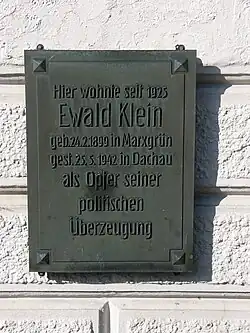 Hier wohnte seit 1925
Ewald Klein
geb. 24.2.1899 in Marxgrün
gest. 25.5.1942 in Dachau
als Opfer seiner
politischen
Überzeugung